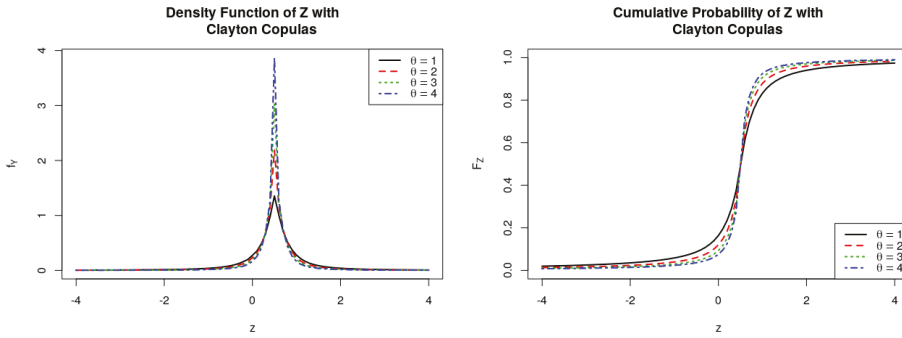 Density Function of Z with
Clayton Copulas
θ = 1
θ = 2
θ = 3
θ = 4
fY
4
3
2
1
0
-4 -2 0 2 4
z
Cumulative Probability of Z with
Clayton Copulas
FZ
1.0
0.8
0.6
0.4
0.2
0.0
θ = 1
θ = 2
θ = 3
θ = 4
-4 -2 0 2 4
z